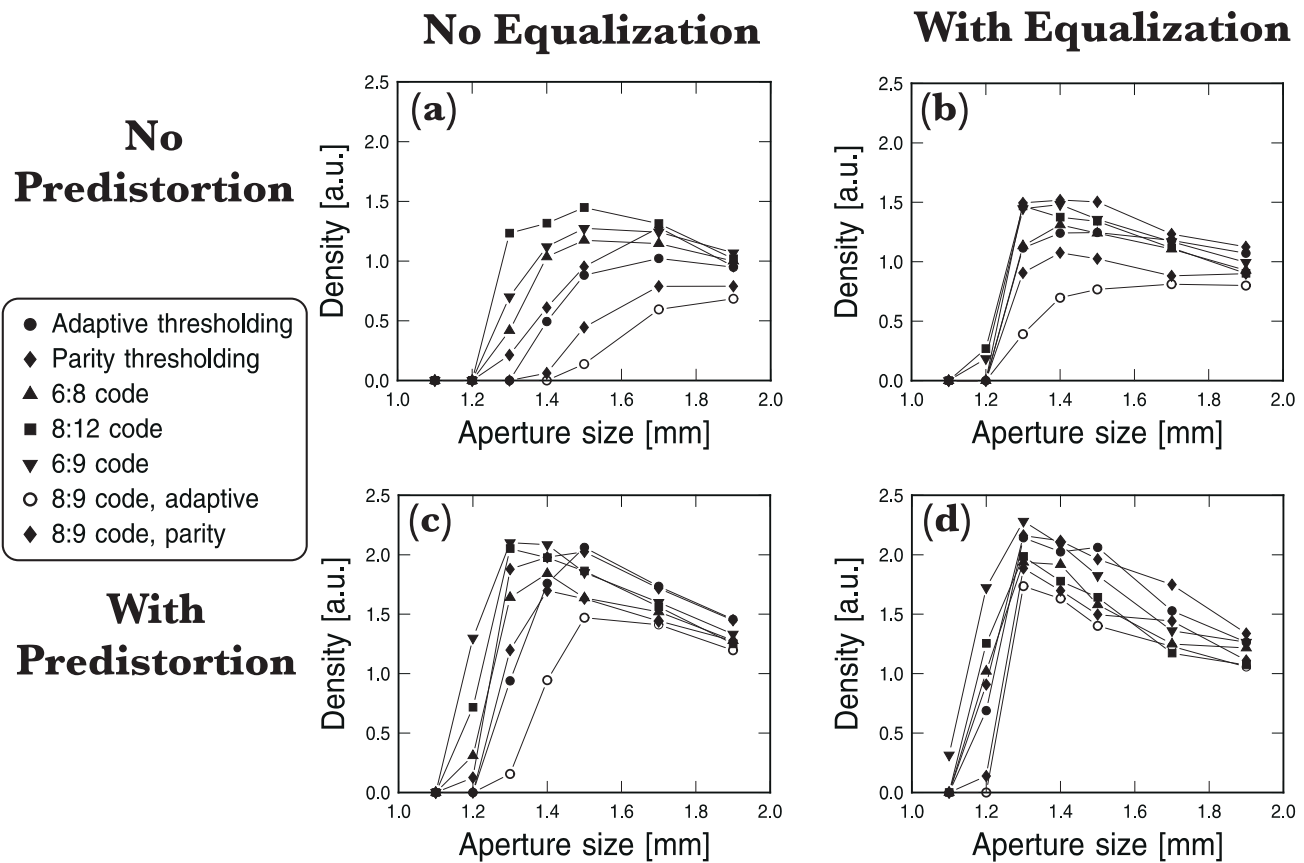 No Equalization
With Equalization
No
Predistortion
(a)
2.5
2.0
1.5
1.0
0.5
0.0
Density [a.u.]
1.0 1.2 1.4 1.6 1.8 2.0
Aperture size [mm]
(b)
2.5
2.0
1.5
1.0
0.5
0.0
Density [a.u.]
1.0 1.2 1.4 1.6 1.8 2.0
Aperture size [mm]
Adaptive thresholding
Parity thresholding
6:8 code
8:12 code
6:9 code
8:9 code, adaptive
8:9 code, parity
With
Predistortion
(c)
2.5
2.0
1.5
1.0
0.5
0.0
Density [a.u.]
1.0 1.2 1.4 1.6 1.8 2.0
Aperture size [mm]
(d)
2.5
2.0
1.5
1.0
0.5
0.0
Density [a.u.]
1.0 1.2 1.4 1.6 1.8 2.0
Aperture size [mm]